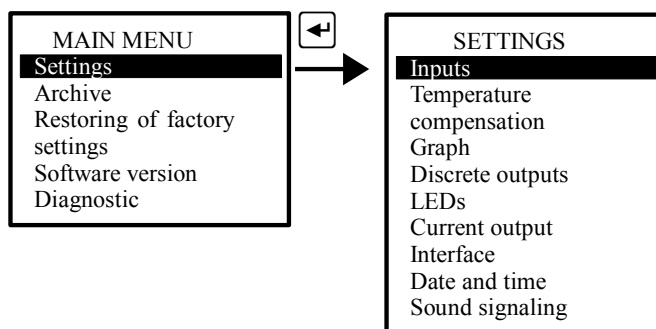 MAIN MENU
Settings
Archive
Restoring of factory
settings
Software version
Diagnostic
SETTINGS
Inputs
Temperature
compensation
Graph
Discrete outputs
LEDs
Current output
Interface
Date and time
Sound signaling